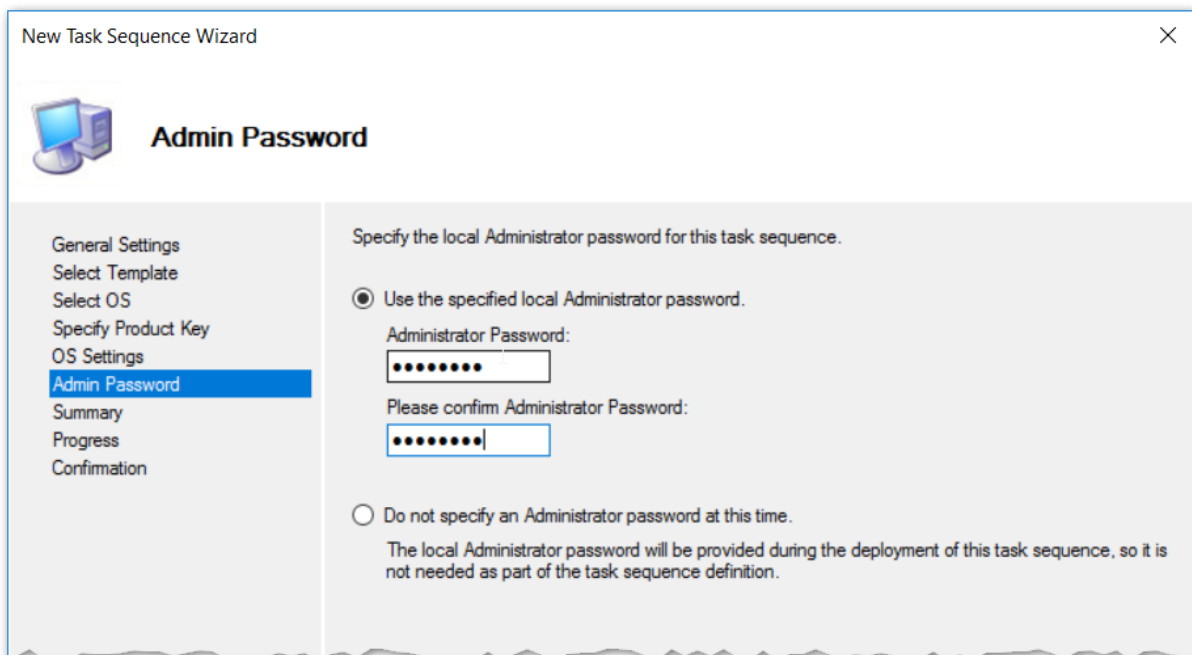 New Task Sequence Wizard
Admin Password
General Settings
Select Template
Select OS
Specify Product Key
OS Settings
Admin Password
Summary
Progress
Confirmation
Specify the local Administrator password for this task sequence.
Use the specified local Administrator password.
Administrator Password:
••••••••
Please confirm Administrator Password:
••••••••
Do not specify an Administrator password at this time.
The local Administrator password will be provided during the deployment of this task sequence, so it is
not needed as part of the task sequence definition.